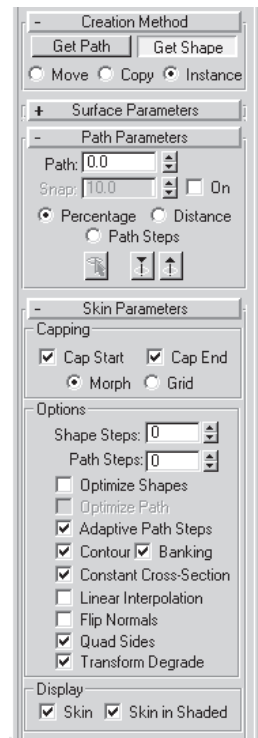 - Creation Method
Get Path Get Shape
Move Copy Instance
+ Surface Parameters
- Path Parameters
Path: 0.0
Snap: 10.0 On
Percentage Distance
Path Steps
- Skin Parameters
Capping
Cap Start Cap End
Morph Grid
Options
Shape Steps: 0
Path Steps: 0
Optimize Shapes
Optimize Path
Adaptive Path Steps
Contour Banking
Constant Cross-Section
Linear Interpolation
Flip Normals
Quad Sides
Transform Degrade
Display
Skin Skin in Shaded